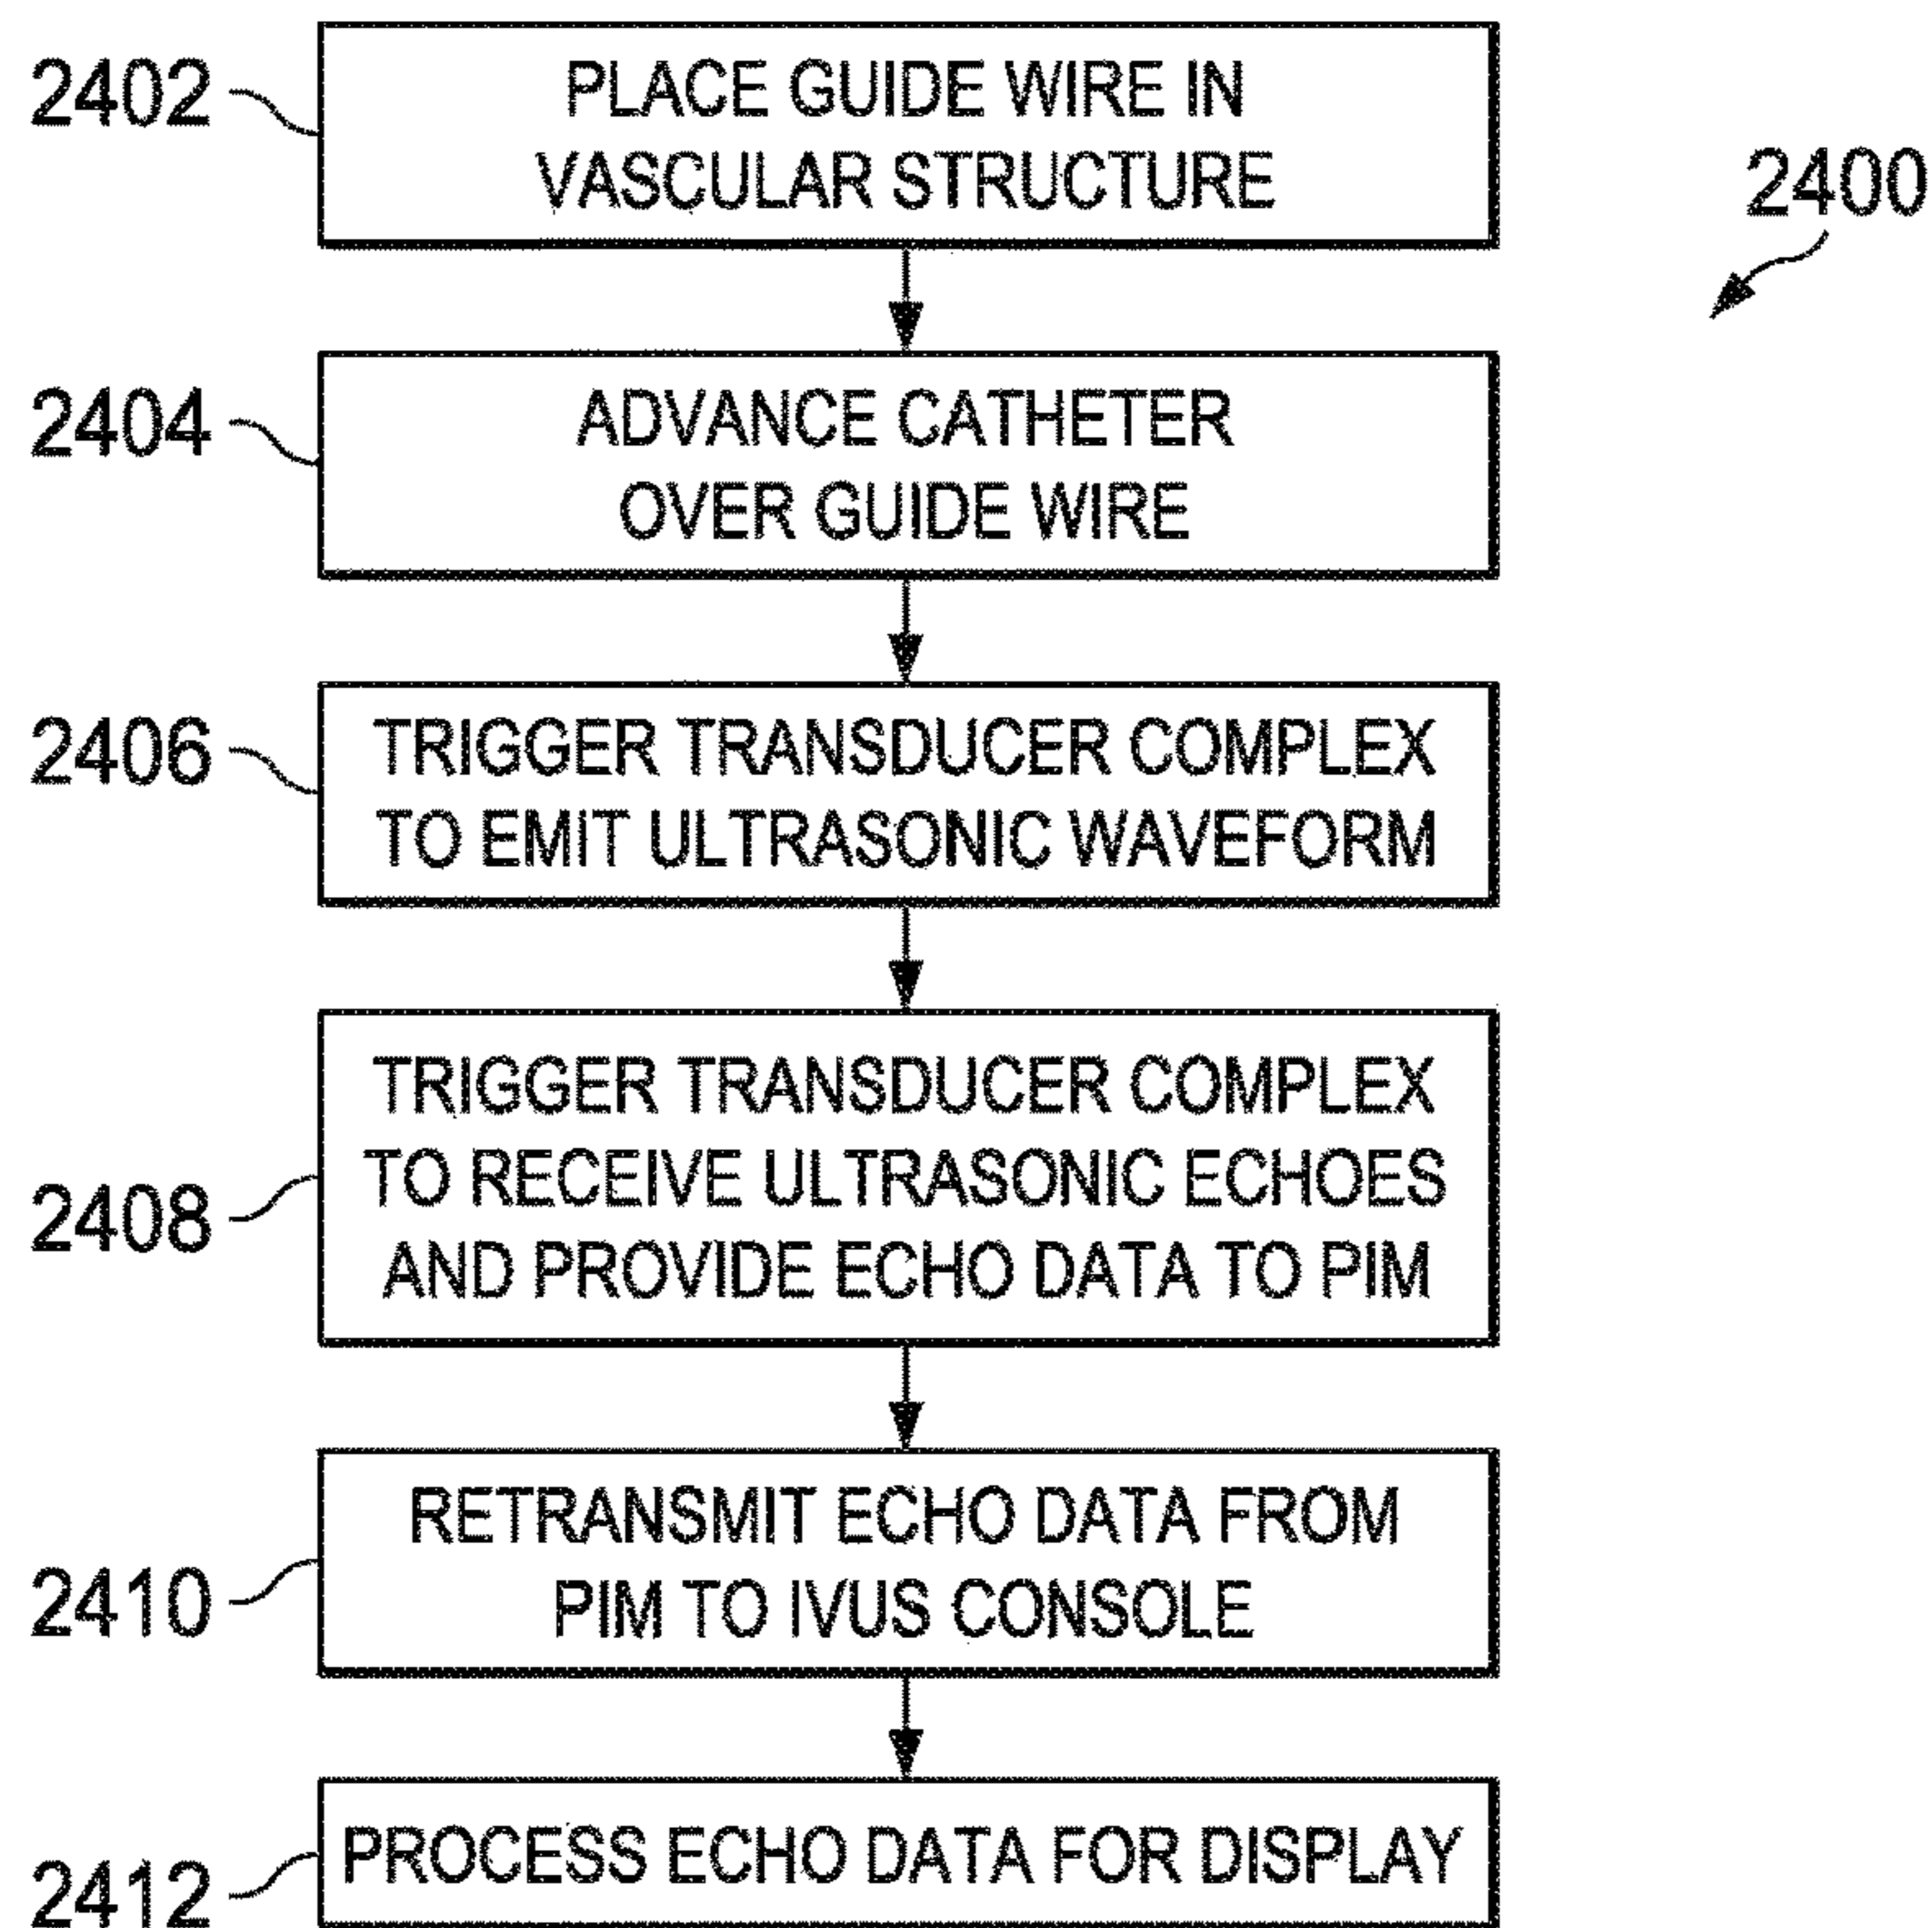 2402
PLACE GUIDE WIRE IN
VASCULAR STRUCTURE
2400
2404
ADVANCE CATHETER
OVER GUIDE WIRE
2406
TRIGGER TRANSDUCER COMPLEX
TO EMIT ULTRASONIC WAVEFORM
2408
TRIGGER TRANSDUCER COMPLEX
TO RECEIVE ULTRASONIC ECHOES
AND PROVIDE ECHO DATA TO PIM
2410
RETRANSMIT ECHO DATA FROM
PIM TO IVUS CONSOLE
2412
PROCESS ECHO DATA FOR DISPLAY